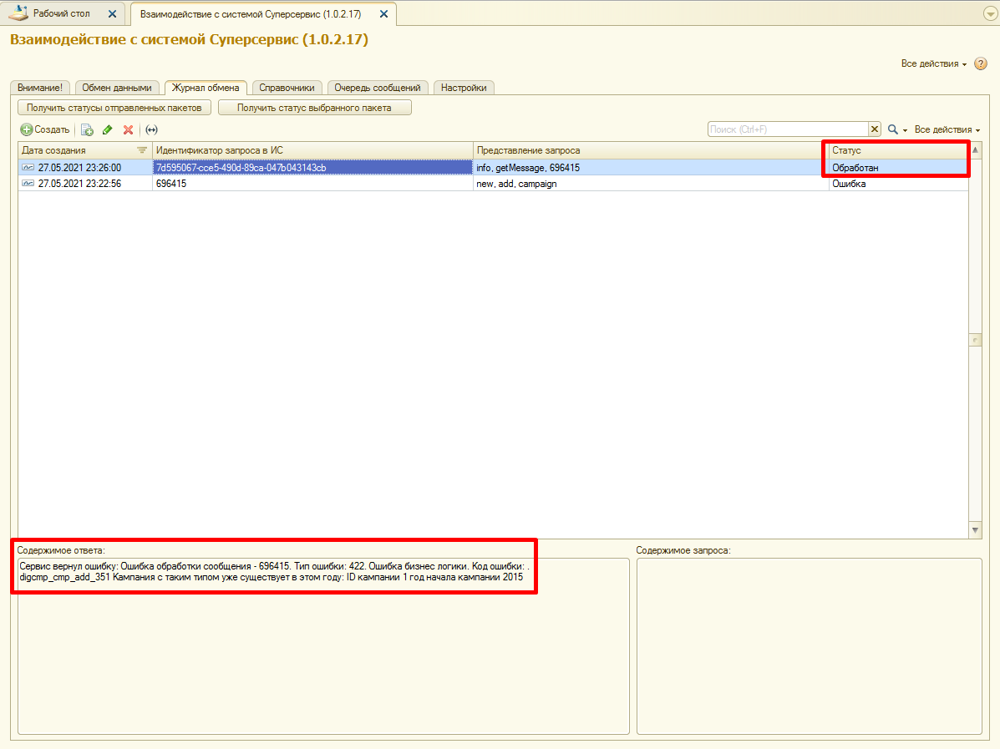 Рабочий стол
Взаимодействие с системой Суперсервис (1.0.2.17)
Взаимодействие с системой Суперсервис (1.0.2.17)
Все действия
Внимание! Обмен данными Журнал обмена Справочники Очередь сообщений Настройки
Получить статусы отправленных пакетов Получить статус выбранного пакета
Создать Поиск (Ctrl+F) Все действия
Дата создания Идентификатор запроса в ИС Представление запроса Статус
27.05.2021 23:26:00 7d595067-cce5-490d-89ca-047b043143cb info, getMessage, 696415 Обработан
27.05.2021 23:22:56 696415 new, add, campaign Ошибка
Содержимое ответа: Содержимое запроса:
Сервис вернул ошибку: Ошибка обработки сообщения - 696415. Тип ошибки: 422. Ошибка бизнес логики. Код ошибки: .
digcmp_cmp_add_351 Кампания с таким типом уже существует в этом году: ID кампании 1 год начала кампании 2015